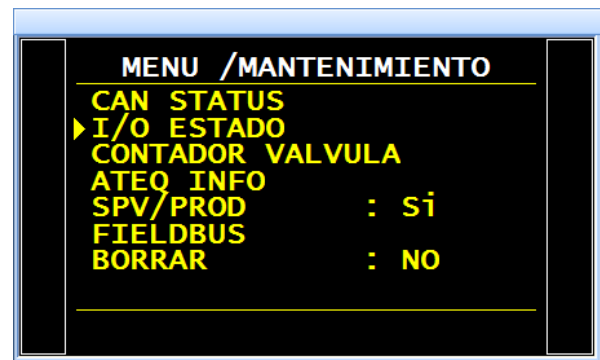 MENU /MANTENIMIENTO
CAN STATUS
I/O ESTADO
CONTADOR VALVULA
ATEQ INFO
SPV/PROD : Si
FIELDBUS
BORRAR : NO